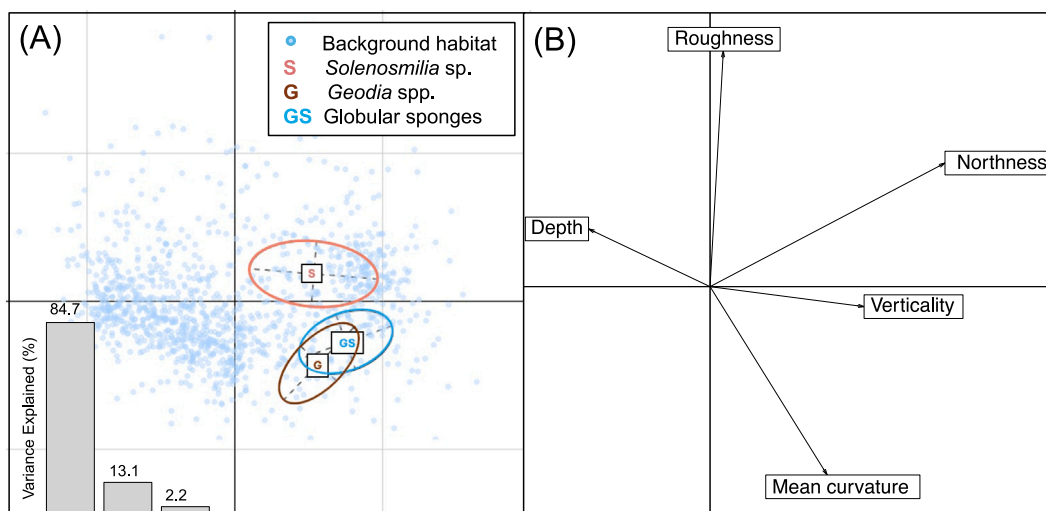 (A)
Background habitat
S Solenosmilia sp.
G Geodia spp.
GS Globular sponges
S
GS
G
84.7
13.1
2.2
Variance Explained (%)
(B)
Roughness
Northness
Depth
Verticality
Mean curvature